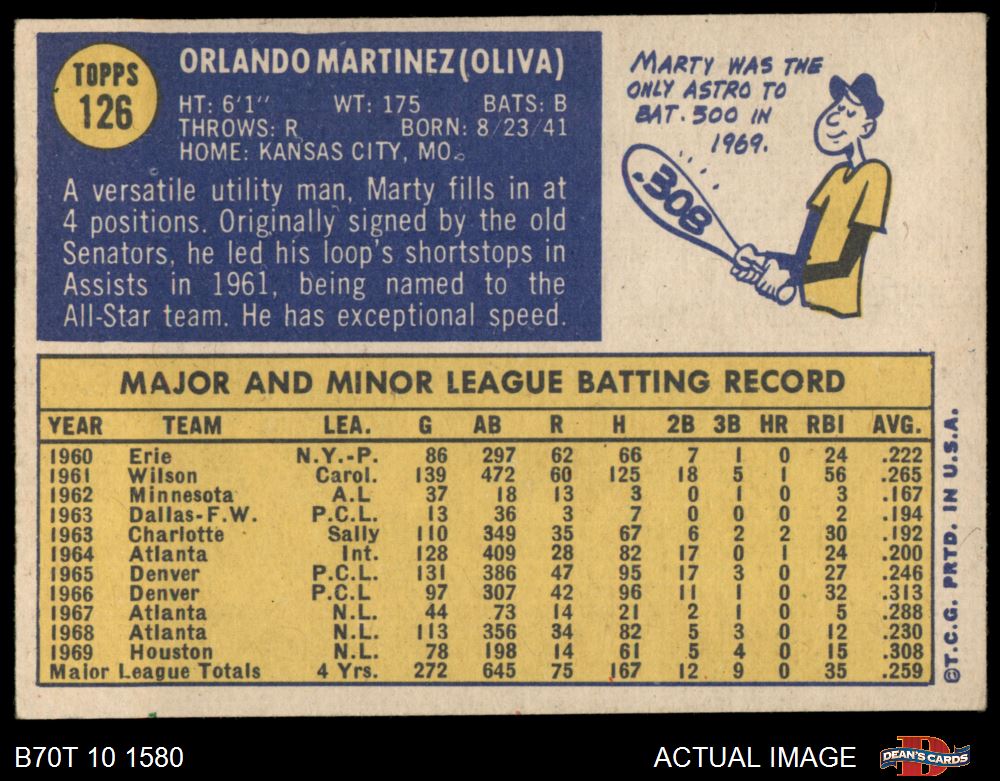 TOPPS
126
ORLANDO MARTINEZ (OLIVA)
HT: 6'1" WT: 175 BATS: B
THROWS: R BORN: 8/23/41
HOME: KANSAS CITY, MO.
A versatile utility man, Marty fills in at
4 positions. Originally signed by the old
Senators, he led his loop's shortstops in
Assists in 1961, being named to the
All-Star team. He has exceptional speed.
MARTY WAS THE
ONLY ASTRO TO
BAT .300 IN
1969.
.308
MAJOR AND MINOR LEAGUE BATTING RECORD
YEAR TEAM LEA. G AB R H 2B 3B HR RBI AVG.
1960 Erie N.Y.-P. 86 297 62 66 7 1 0 24 .222
1961 Wilson Carol. 139 472 60 125 18 5 1 56 .265
1962 Minnesota A.L 37 18 13 3 0 1 0 3 .167
1963 Dallas-F.W. P.C.L. 13 36 3 7 0 0 0 2 .194
1963 Charlotte Sally 110 349 35 67 6 2 2 30 .192
1964 Atlanta Int. 128 409 28 82 17 0 1 24 .200
1965 Denver P.C.L. 131 386 47 95 17 3 0 27 .246
1966 Denver P.C.L 97 307 42 96 11 1 0 32 .313
1967 Atlanta N.L. 44 73 14 21 2 1 0 5 .288
1968 Atlanta N.L. 113 356 34 82 5 3 0 12 .230
1969 Houston N.L. 78 198 14 61 5 4 0 15 .308
Major League Totals 4 Yrs. 272 645 75 167 12 9 0 35 .259
©T.C.G. PRTD. IN U.S.A.
B70T 10 1580
ACTUAL IMAGE
DEAN'S CARDS